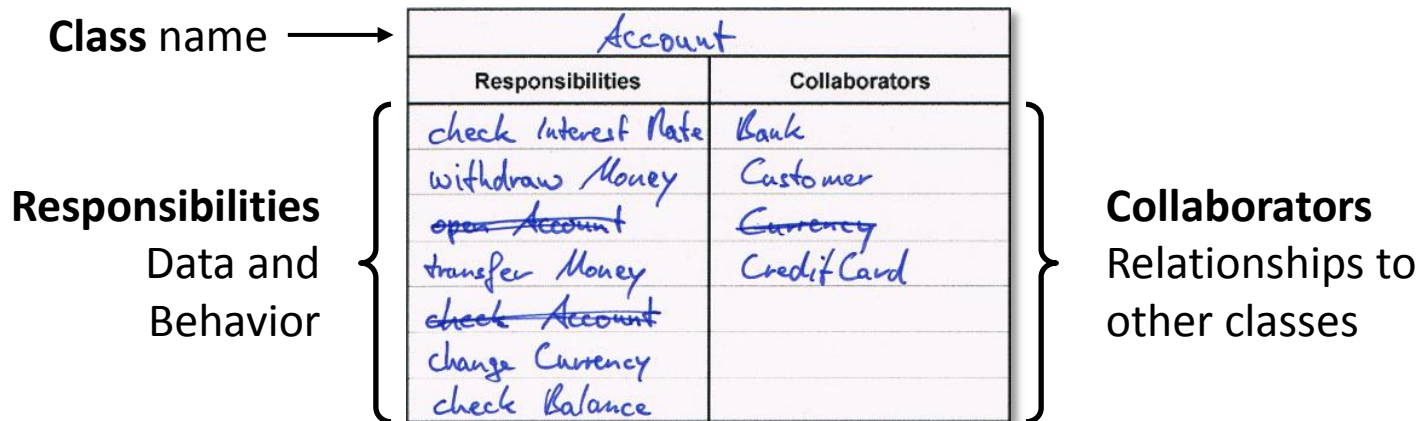 Class name
Account
Responsibilities Collaborators
check Interest Rate Bank
withdraw Money Customer
open Account Currency
transfer Money CreditCard
check Account
change Currency
check Balance
Responsibilities
Data and
Behavior
Collaborators
Relationships to
other classes